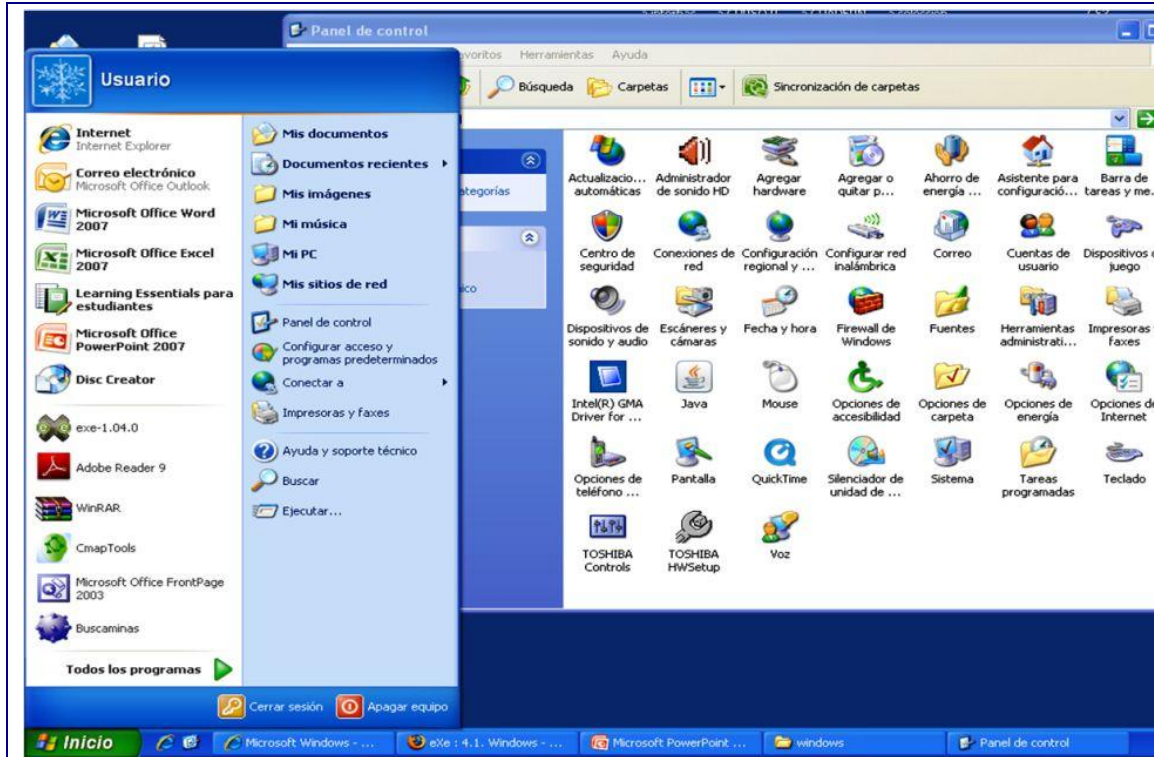 Panel de control
Favoritos Herramientas Ayuda
Búsqueda Carpetas Sincronización de carpetas
Usuario
Internet
Internet Explorer
Correo electrónico
Microsoft Office Outlook
Microsoft Office Word
2007
Microsoft Office Excel
2007
Learning Essentials para
estudiantes
Microsoft Office
PowerPoint 2007
Disc Creator
exe-1.04.0
Adobe Reader 9
WinRAR
CmapTools
Microsoft Office FrontPage
2003
Buscaminas
Todos los programas
Mis documentos
Documentos recientes
Mis imágenes
Mi música
Mi PC
Mis sitios de red
Panel de control
Configurar acceso y
programas predeterminados
Conectar a
Impresoras y faxes
Ayuda y soporte técnico
Buscar
Ejecutar...
Cerrar sesión Apagar equipo
Actualizacio...
automáticas
Administrador
de sonido HD
Agregar
hardware
Agregar o
quitar p...
Ahorro de
energía ...
Asistente para
configuració...
Barra de
tareas y me...
Centro de
seguridad
Conexiones de
red
Configuración
regional y ...
Configurar red
inalámbrica
Correo
Cuentas de
usuario
Dispositivos
juego
Dispositivos de
sonido y audio
Escáneres y
cámaras
Fecha y hora
Firewall de
Windows
Fuentes
Herramientas
administrati...
Impresoras
faxes
Intel(R) GMA
Driver for ...
Java
Mouse
Opciones de
accesibilidad
Opciones de
carpeta
Opciones de
energía
Opciones de
Internet
Opciones de
teléfono ...
Pantalla
QuickTime
Silenciador de
unidad de ...
Sistema
Tareas
programadas
Teclado
TOSHIBA
Controls
TOSHIBA
HWSetup
Voz
Inicio
Microsoft Windows - ...
eXe : 4.1. Windows - ...
Microsoft PowerPoint ...
windows
Panel de control